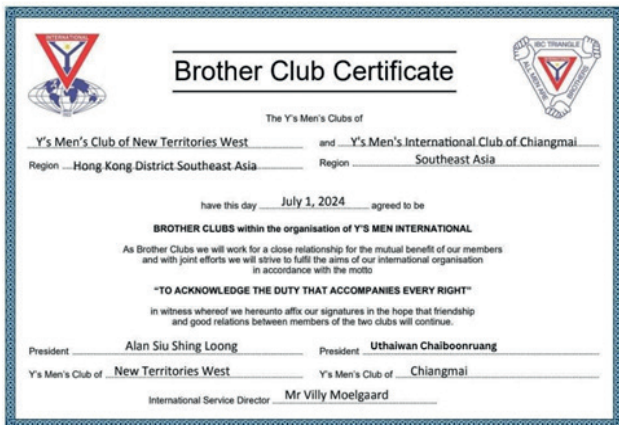 INTERNATIONAL
IBC TRIANGLE
ALL MEN ARE
BROTHERS
Brother Club Certificate
The Y's Men's Clubs of
Y's Men's Club of New Territories West and Y's Men's International Club of Chiangmai
Region Hong Kong District Southeast Asia Region Southeast Asia
have this day July 1, 2024 agreed to be
BROTHER CLUBS within the organisation of Y'S MEN INTERNATIONAL
As Brother Clubs we will work for a close relationship for the mutual benefit of our members
and with joint efforts we will strive to fulfil the aims of our international organisation
in accordance with the motto
"TO ACKNOWLEDGE THE DUTY THAT ACCOMPANIES EVERY RIGHT"
in witness whereof we hereunto affix our signatures in the hope that friendship
and good relations between members of the two clubs will continue.
President Alan Siu Shing Loong President Uthaiwan Chaiboonruang
Y's Men's Club of New Territories West Y's Men's Club of Chiangmai
International Service Director Mr Villy Moelgaard